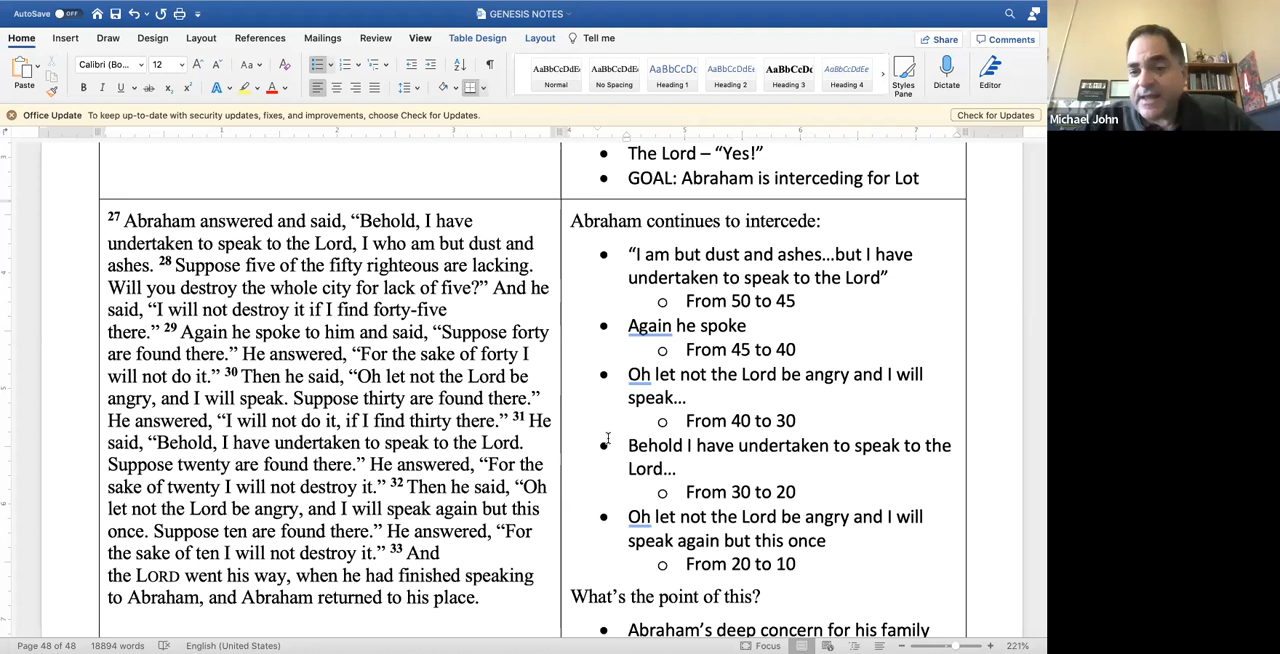 AutoSave OFF
GENESIS NOTES
Home Insert Draw Design Layout References Mailings Review View Table Design Layout Tell me
Share Comments
Paste
Calibri (Bo... 12
AaBbCcDdEe AaBbCcDdEe AaBbCcDc AaBbCcDdEe AaBbCcDc AaBbCcDdEe
Normal No Spacing Heading 1 Heading 2 Heading 3 Heading 4
Styles Pane
Dictate
Editor
Office Update To keep up-to-date with security updates, fixes, and improvements, choose Check for Updates.
Check for Updates
Michael John
1 2 3 4 5 6 7
• The Lord – “Yes!”
• GOAL: Abraham is interceding for Lot
27 Abraham answered and said, “Behold, I have
undertaken to speak to the Lord, I who am but dust and
ashes. 28 Suppose five of the fifty righteous are lacking.
Will you destroy the whole city for lack of five?” And he
said, “I will not destroy it if I find forty-five
there.” 29 Again he spoke to him and said, “Suppose forty
are found there.” He answered, “For the sake of forty I
will not do it.” 30 Then he said, “Oh let not the Lord be
angry, and I will speak. Suppose thirty are found there.”
He answered, “I will not do it, if I find thirty there.” 31 He
said, “Behold, I have undertaken to speak to the Lord.
Suppose twenty are found there.” He answered, “For the
sake of twenty I will not destroy it.” 32 Then he said, “Oh
let not the Lord be angry, and I will speak again but this
once. Suppose ten are found there.” He answered, “For
the sake of ten I will not destroy it.” 33 And
the LORD went his way, when he had finished speaking
to Abraham, and Abraham returned to his place.
Abraham continues to intercede:
• “I am but dust and ashes…but I have
undertaken to speak to the Lord”
o From 50 to 45
• Again he spoke
o From 45 to 40
• Oh let not the Lord be angry and I will
speak…
o From 40 to 30
• Behold I have undertaken to speak to the
Lord…
o From 30 to 20
• Oh let not the Lord be angry and I will
speak again but this once
o From 20 to 10
What’s the point of this?
• Abraham’s deep concern for his family
Page 48 of 48 18894 words English (United States)
Focus
221%